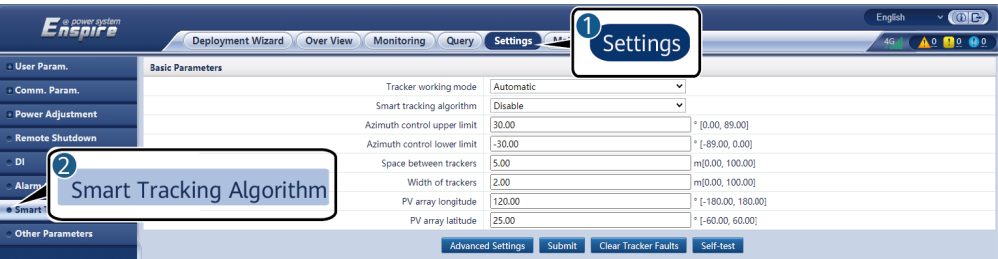 e power system
Enspire
English
Deployment Wizard Over View Monitoring Query Settings
1
Settings
4G 0 0 0
User Param.
Comm. Param.
Power Adjustment
Remote Shutdown
DI
Alarm
Smart
Other Parameters
2
Smart Tracking Algorithm
Basic Parameters
Tracker working mode Automatic
Smart tracking algorithm Disable
Azimuth control upper limit 30.00 ° [0.00, 89.00]
Azimuth control lower limit -30.00 ° [-89.00, 0.00]
Space between trackers 5.00 m[0.00, 100.00]
Width of trackers 2.00 m[0.00, 100.00]
PV array longitude 120.00 ° [-180.00, 180.00]
PV array latitude 25.00 ° [-60.00, 60.00]
Advanced Settings Submit Clear Tracker Faults Self-test